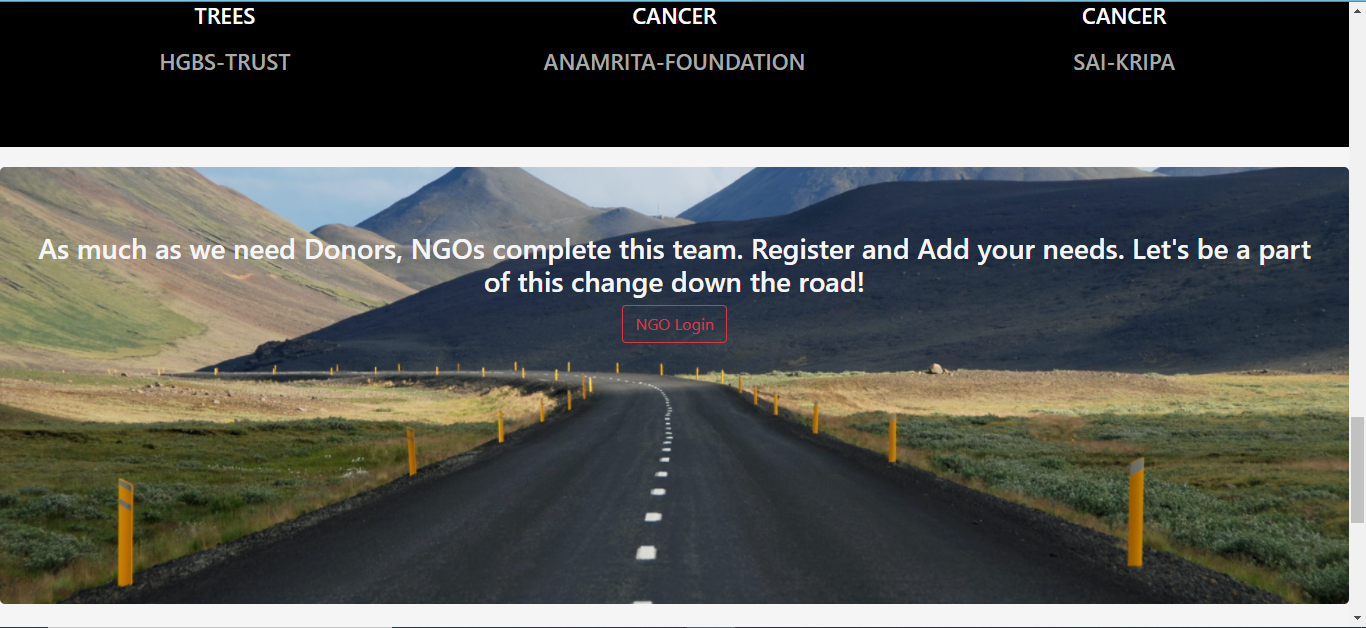 TREES CANCER CANCER
HGBS-TRUST ANAMRITA-FOUNDATION SAI-KRIPA
As much as we need Donors, NGOs complete this team. Register and Add your needs. Let's be a part
of this change down the road!
NGO Login